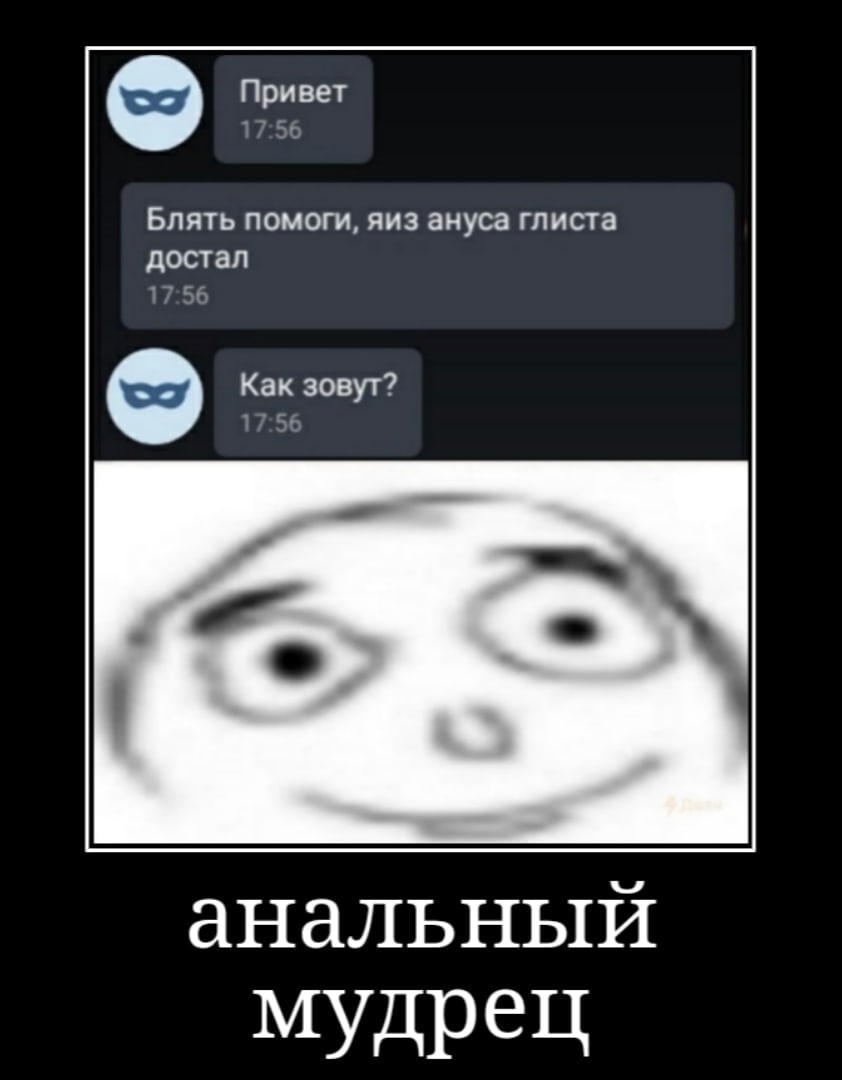 Привет
17:56
Блять помоги, яиз ануса глиста
достал
17:56
Как зовут?
17:56
анальный
мудрец